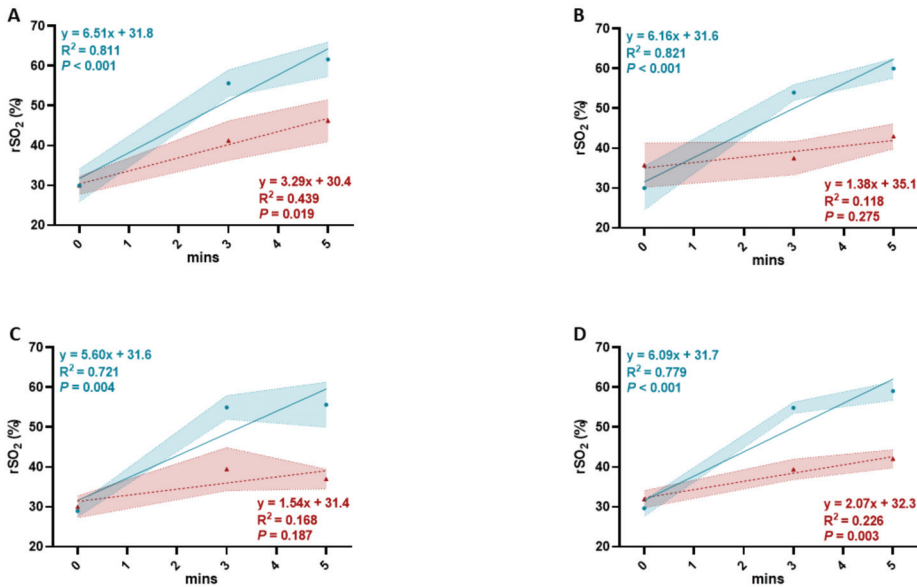 A
y = 6.51x + 31.8
R² = 0.811
P < 0.001
70
60
50
40
30
20
rSO₂ (%)
y = 3.29x + 30.4
R² = 0.439
P = 0.019
0 1 2 3 4 5
mins
B
y = 6.16x + 31.6
R² = 0.821
P < 0.001
70
60
50
40
30
20
rSO₂ (%)
y = 1.38x + 35.1
R² = 0.118
P = 0.275
0 1 2 3 4 5
mins
C
y = 5.60x + 31.6
R² = 0.721
P = 0.004
70
60
50
40
30
20
rSO₂ (%)
y = 1.54x + 31.4
R² = 0.168
P = 0.187
0 1 2 3 4 5
mins
D
y = 6.09x + 31.7
R² = 0.779
P < 0.001
70
60
50
40
30
20
rSO₂ (%)
y = 2.07x + 32.3
R² = 0.226
P = 0.003
0 1 2 3 4 5
mins